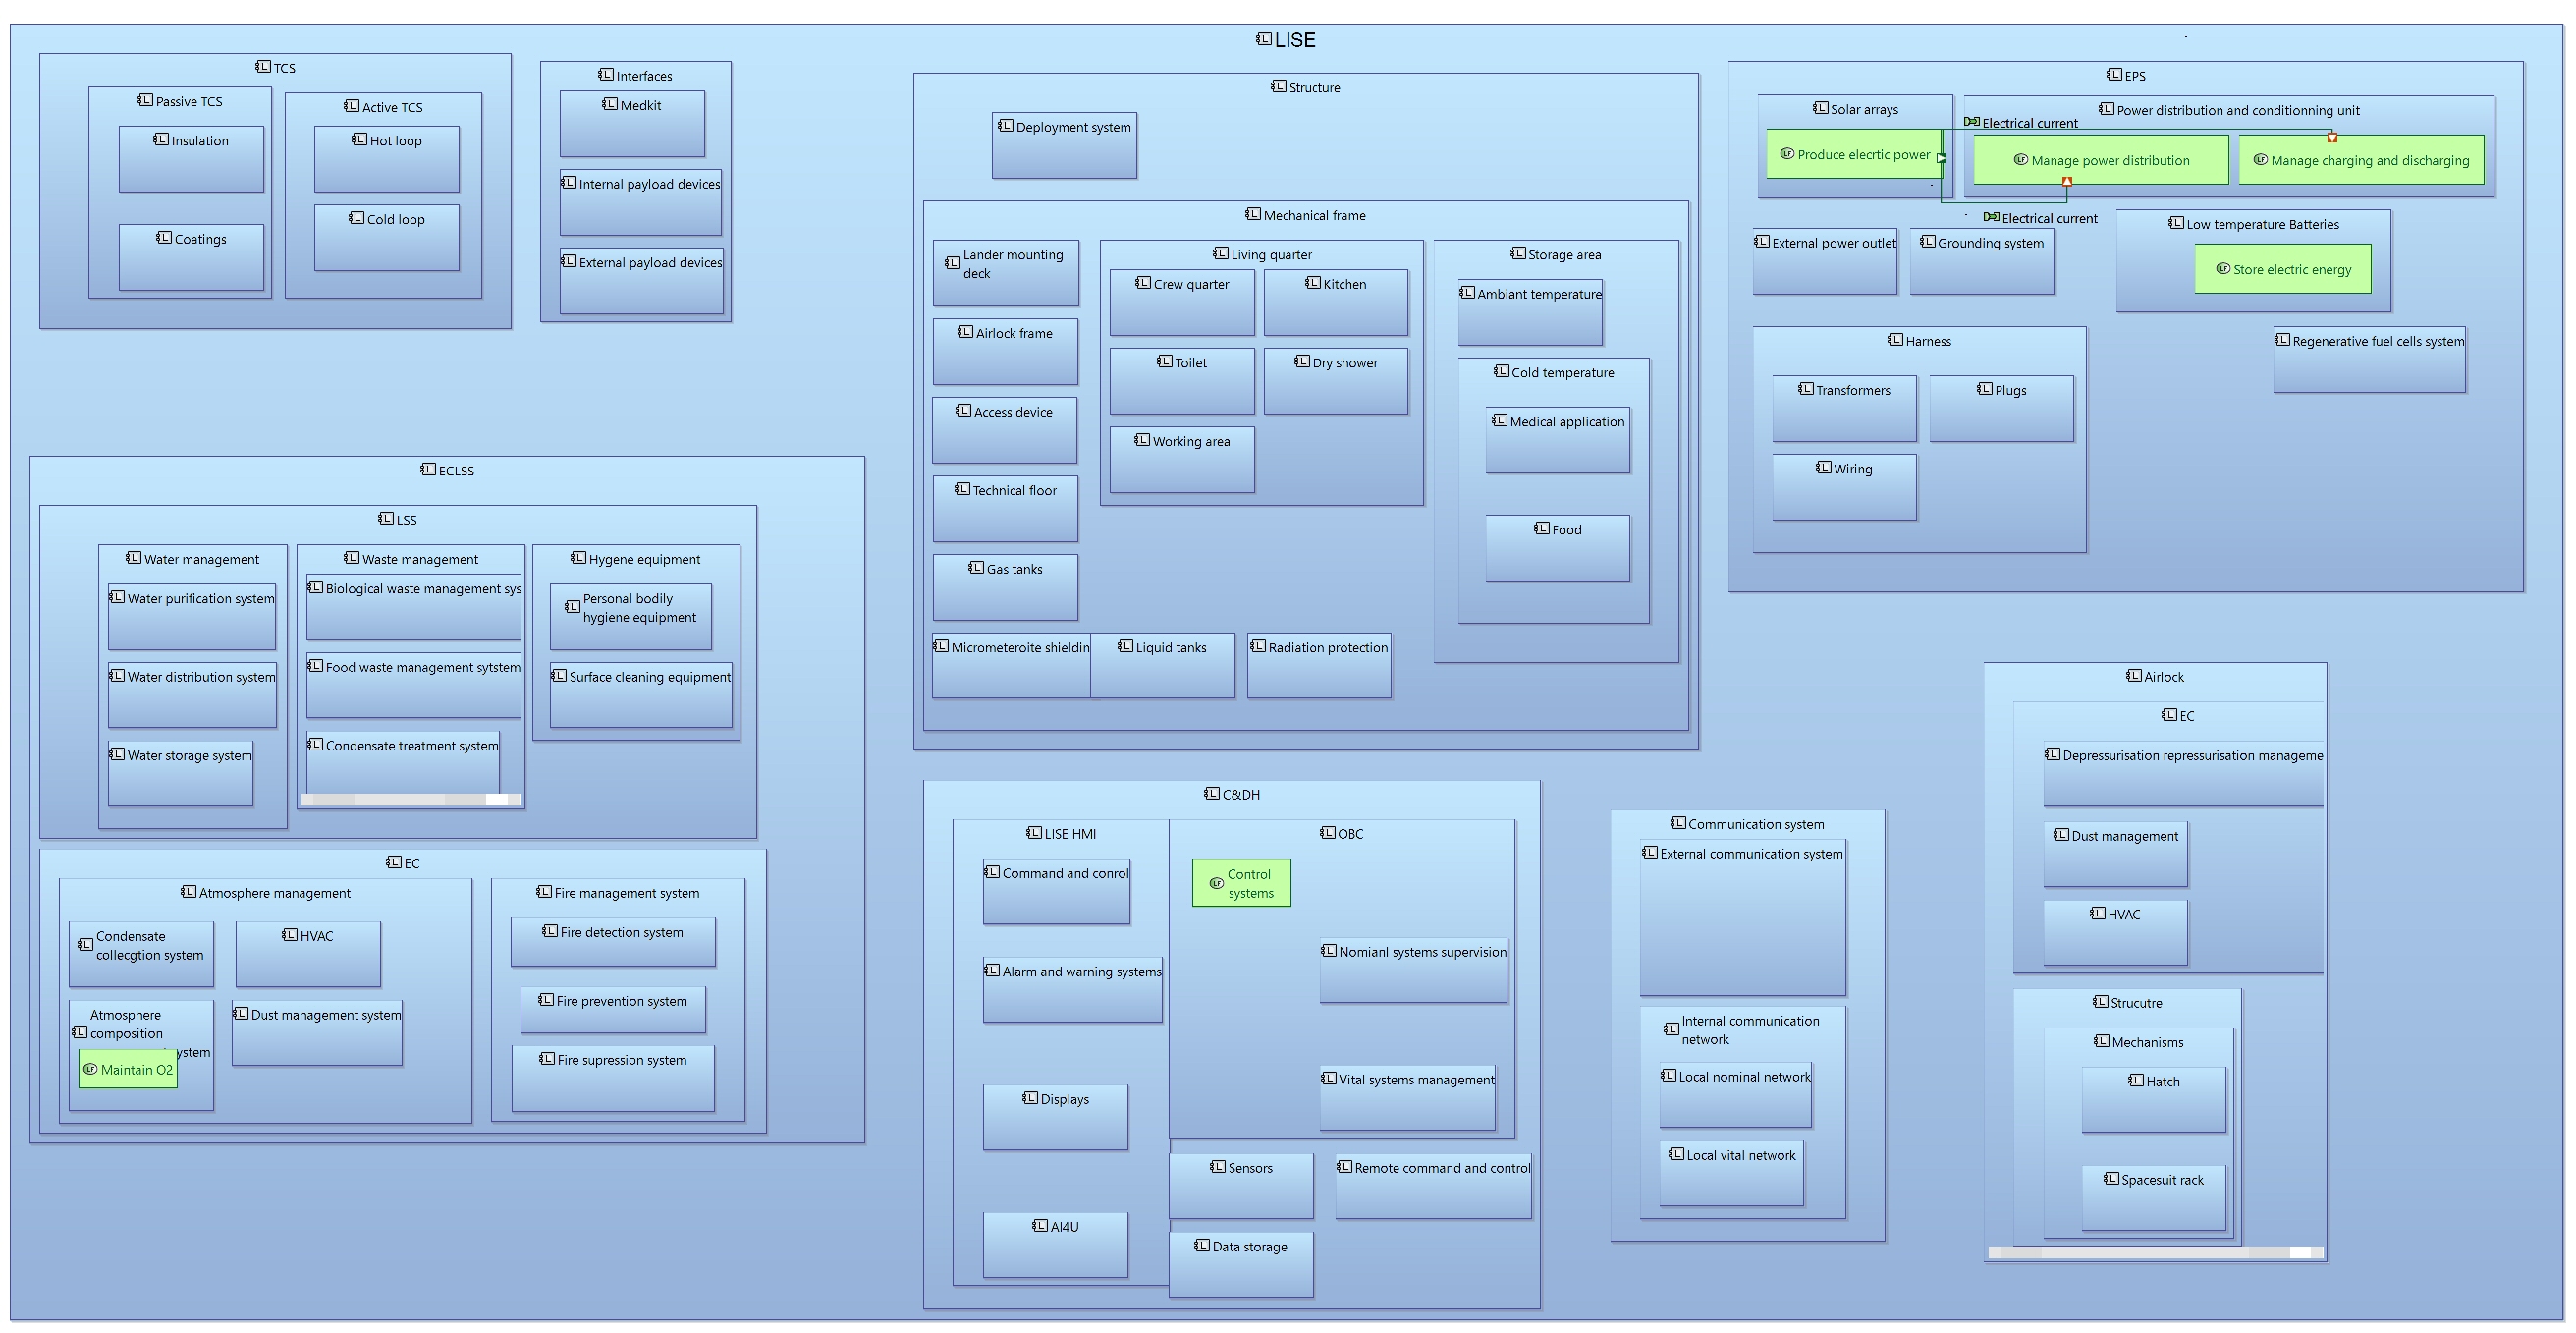 LISE
TCS
Passive TCS
Insulation
Coatings
Active TCS
Hot loop
Cold loop
Interfaces
Medkit
Internal payload devices
External payload devices
Structure
Deployment system
Mechanical frame
Lander mounting
deck
Airlock frame
Access device
Technical floor
Gas tanks
Micrometeroite shieldin
Liquid tanks
Radiation protection
Living quarter
Crew quarter
Kitchen
Toilet
Dry shower
Working area
Storage area
Ambiant temperature
Cold temperature
Medical application
Food
EPS
Solar arrays
Produce elecrtic power
Power distribution and conditionning unit
Electrical current
Manage power distribution
Manage charging and discharging
Electrical current
External power outlet
Grounding system
Low temperature Batteries
Store electric energy
Harness
Transformers
Plugs
Wiring
Regenerative fuel cells system
ECLSS
LSS
Water management
Water purification system
Water distribution system
Water storage system
Waste management
Biological waste management sys
Food waste management sytstem
Condensate treatment system
Hygene equipment
Personal bodily
hygiene equipment
Surface cleaning equipment
EC
Atmosphere management
Condensate
collecgtion system
HVAC
Atmosphere
composition
ystem
Maintain O2
Dust management system
Fire management system
Fire detection system
Fire prevention system
Fire supression system
C&DH
LISE HMI
Command and conrol
Alarm and warning systems
Displays
AI4U
OBC
Control
systems
Nomianl systems supervision
Vital systems management
Sensors
Remote command and control
Data storage
Communication system
External communication system
Internal communication
network
Local nominal network
Local vital network
Airlock
EC
Depressurisation repressurisation manageme
Dust management
HVAC
Strucutre
Mechanisms
Hatch
Spacesuit rack